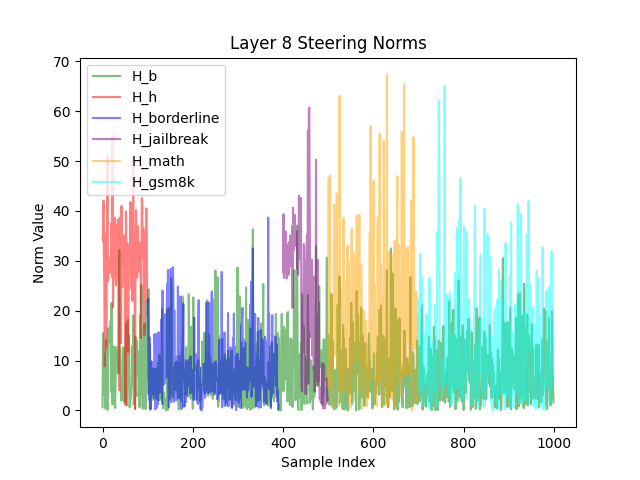 Layer 8 Steering Norms
70
60
50
40
30
20
10
0
Norm Value
H_b
H_h
H_borderline
H_jailbreak
H_math
H_gsm8k
0
200
400
600
800
1000
Sample Index